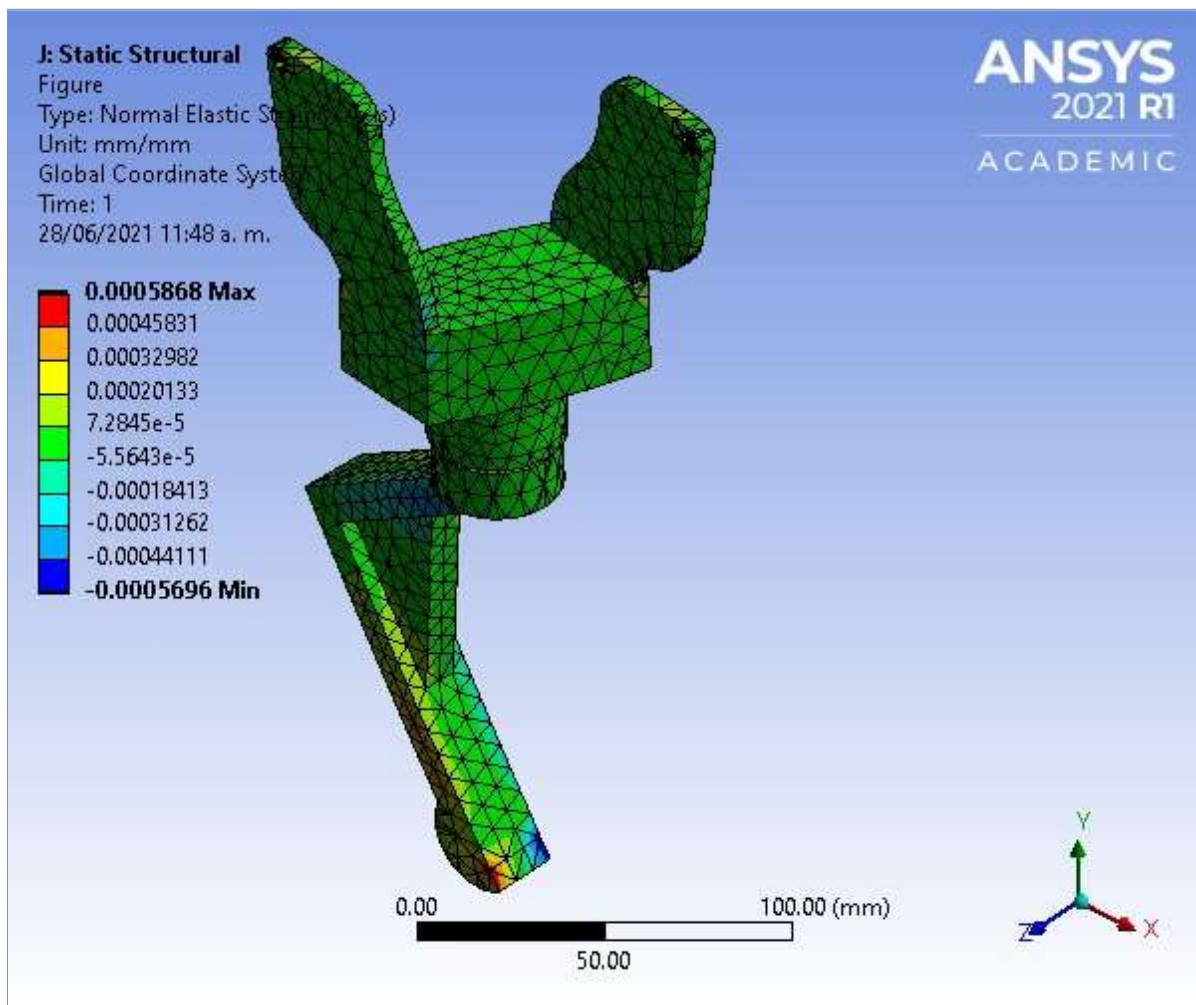 J: Static Structural
Figure
Type: Normal Elastic
Unit: mm/mm
Global Coordinate
Time: 1
28/06/2021 11:48 a. m.
0.0005868 Max
0.00045831
0.00032982
0.00020133
7.2845e-5
-5.5643e-5
-0.00018413
-0.00031262
-0.00044111
-0.0005696 Min
ANSYS
2021 R1
ACADEMIC
0.00 100.00 (mm)
50.00
Y
Z X